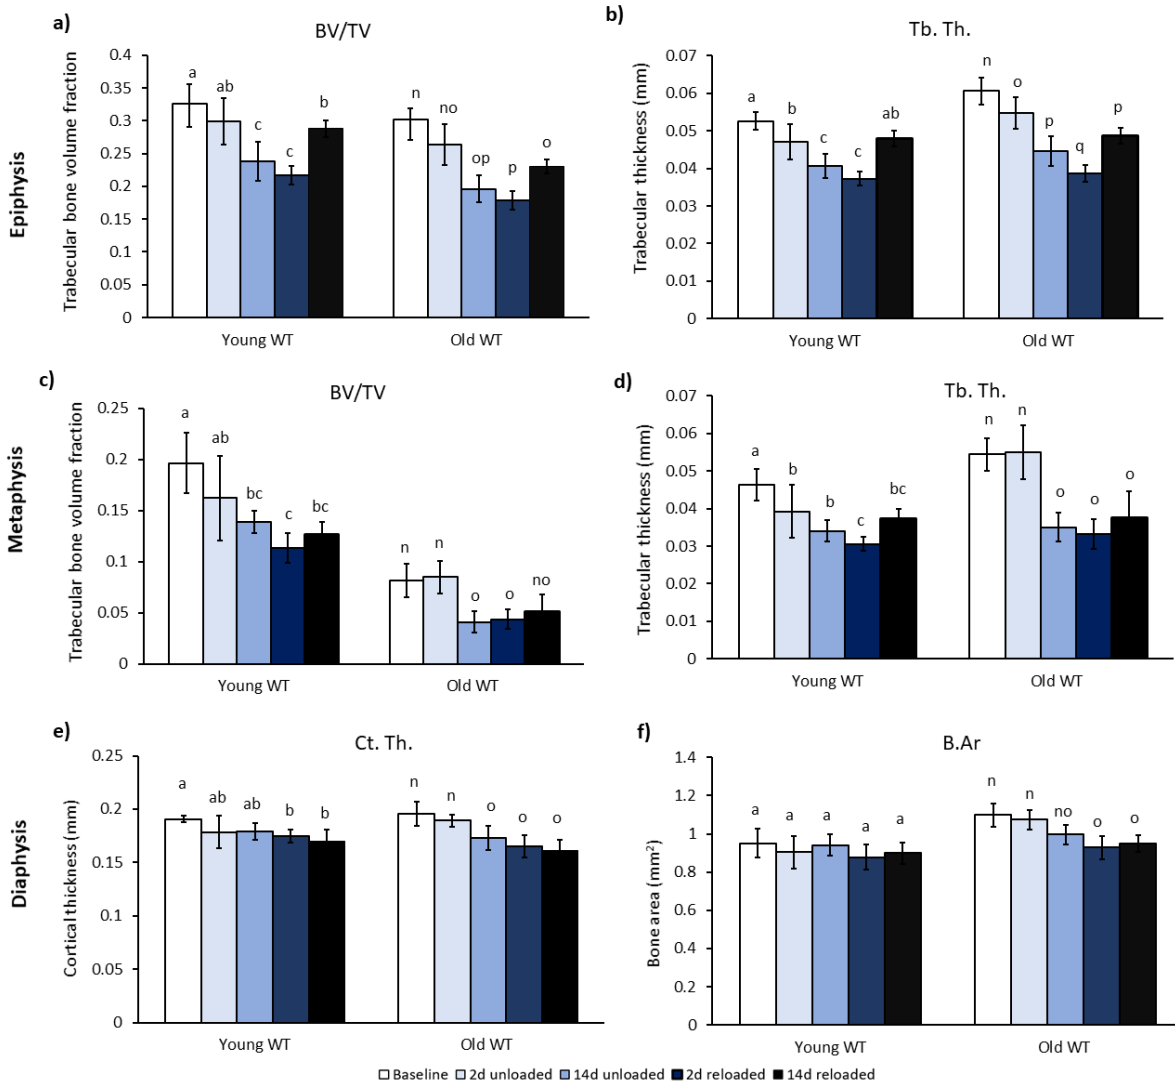 a)
BV/TV
Epiphysis
Trabecular bone volume fraction
0.4
0.35
0.3
0.25
0.2
0.15
0.1
0.05
0
a
ab
c
c
b
n
no
op
p
o
Young WT
Old WT
b)
Tb. Th.
Trabecular thickness (mm)
0.07
0.06
0.05
0.04
0.03
0.02
0.01
0
a
b
c
c
ab
n
o
p
q
p
Young WT
Old WT
c)
BV/TV
Metaphysis
Trabecular bone volume fraction
0.25
0.2
0.15
0.1
0.05
0
a
ab
bc
c
bc
n
n
o
o
no
Young WT
Old WT
d)
Tb. Th.
Trabecular thickness (mm)
0.07
0.06
0.05
0.04
0.03
0.02
0.01
0
a
b
b
c
bc
n
n
o
o
o
Young WT
Old WT
e)
Ct. Th.
Diaphysis
Cortical thickness (mm)
0.25
0.2
0.15
0.1
0.05
0
a
ab
ab
b
b
n
n
o
o
o
Young WT
Old WT
f)
B.Ar
Bone area (mm²)
1.4
1.2
1
0.8
0.6
0.4
0.2
0
a
a
a
a
a
n
n
no
o
o
Young WT
Old WT
Baseline 2d unloaded 14d unloaded 2d reloaded 14d reloaded